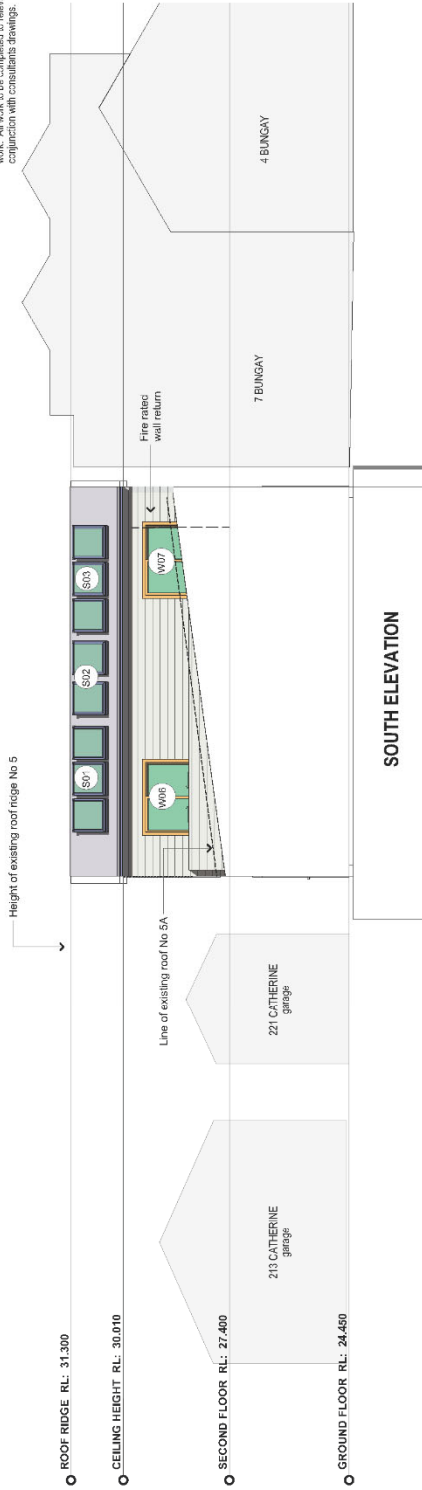 conjunction with consultants drawings.
Height of existing roof ridge No 5
ROOF RIDGE RL: 31.300
CEILING HEIGHT RL: 30.010
SECOND FLOOR RL: 27.400
GROUND FLOOR RL: 24.450
S01
S02
S03
W06
W07
Fire rated
wall return
Line of existing roof No 5A
213 CATHERINE
garage
221 CATHERINE
garage
7 BUNGAY
4 BUNGAY
SOUTH ELEVATION